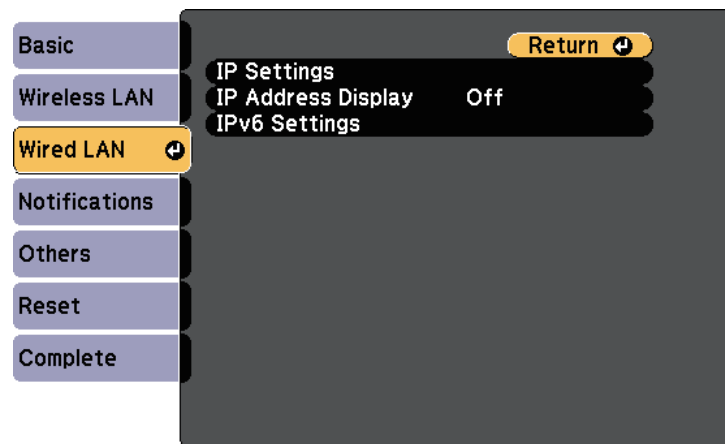 Basic
Wireless LAN
Wired LAN
Notifications
Others
Reset
Complete
Return
IP Settings
IP Address Display Off
IPv6 Settings